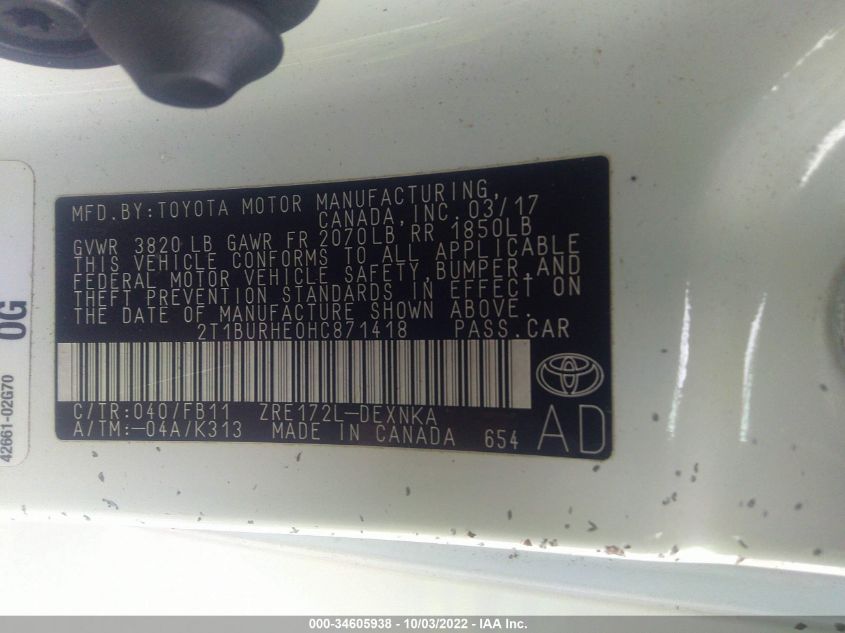 MFD. BY: TOYOTA MOTOR MANUFACTURING,
CANADA, INC. 03/17
GVWR 3820 LB GAWR FR 2070LB RR 1850LB
THIS VEHICLE CONFORMS TO ALL APPLICABLE
FEDERAL MOTOR VEHICLE SAFETY, BUMPER, AND
THEFT PREVENTION STANDARDS IN EFFECT ON
THE DATE OF MANUFACTURE SHOWN ABOVE.
2T1BURHE0HC871418 PASS. CAR
C/TR: 040/FB11 ZRE172L-DEXNKA
A/TM: -04A/K313 MADE IN CANADA 654
AD
0G
42661-02G70
000-34605938 - 10/03/2022 - IAA Inc.